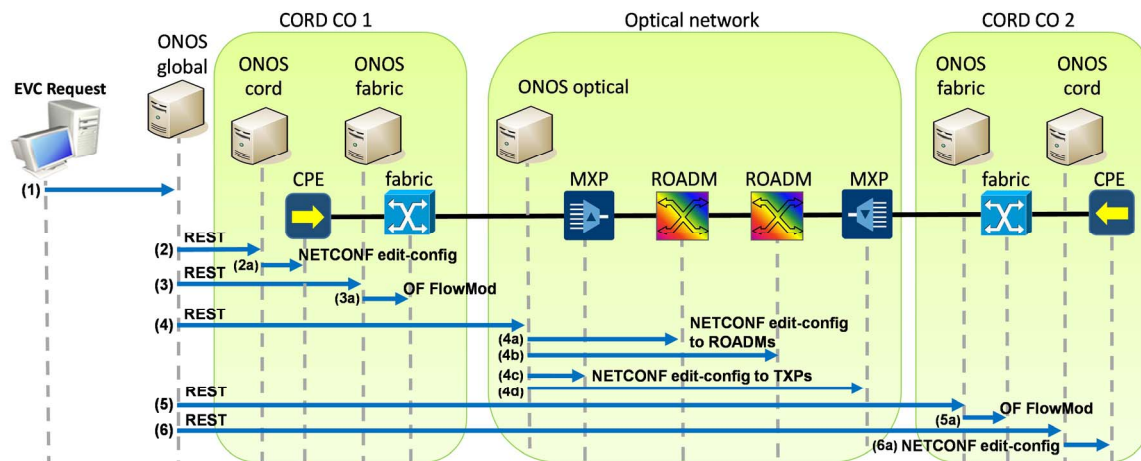 CORD CO 1
Optical network
CORD CO 2
ONOS
global
EVC Request
ONOS
cord
ONOS
fabric
ONOS optical
ONOS
fabric
ONOS
cord
CPE
fabric
MXP
ROADM
ROADM
MXP
fabric
CPE
(1)
(2)
REST
(2a)
NETCONF edit-config
(3)
REST
(3a)
OF FlowMod
(4)
REST
(4a)
NETCONF edit-config
to ROADMs
(4b)
(4c)
NETCONF edit-config to TXPs
(4d)
(5)
REST
(5a)
OF FlowMod
(6)
REST
(6a) NETCONF edit-config